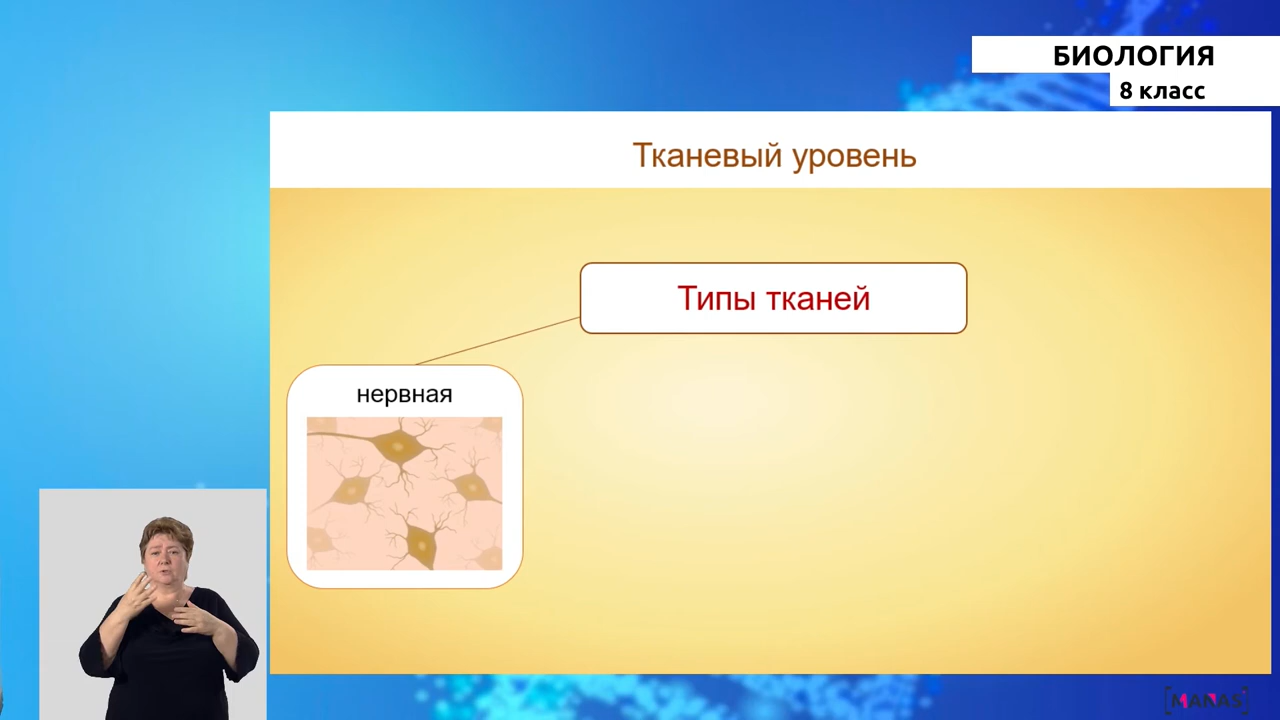 БИОЛОГИЯ
8 класс
Тканевый уровень
Типы тканей
нервная
MANAS